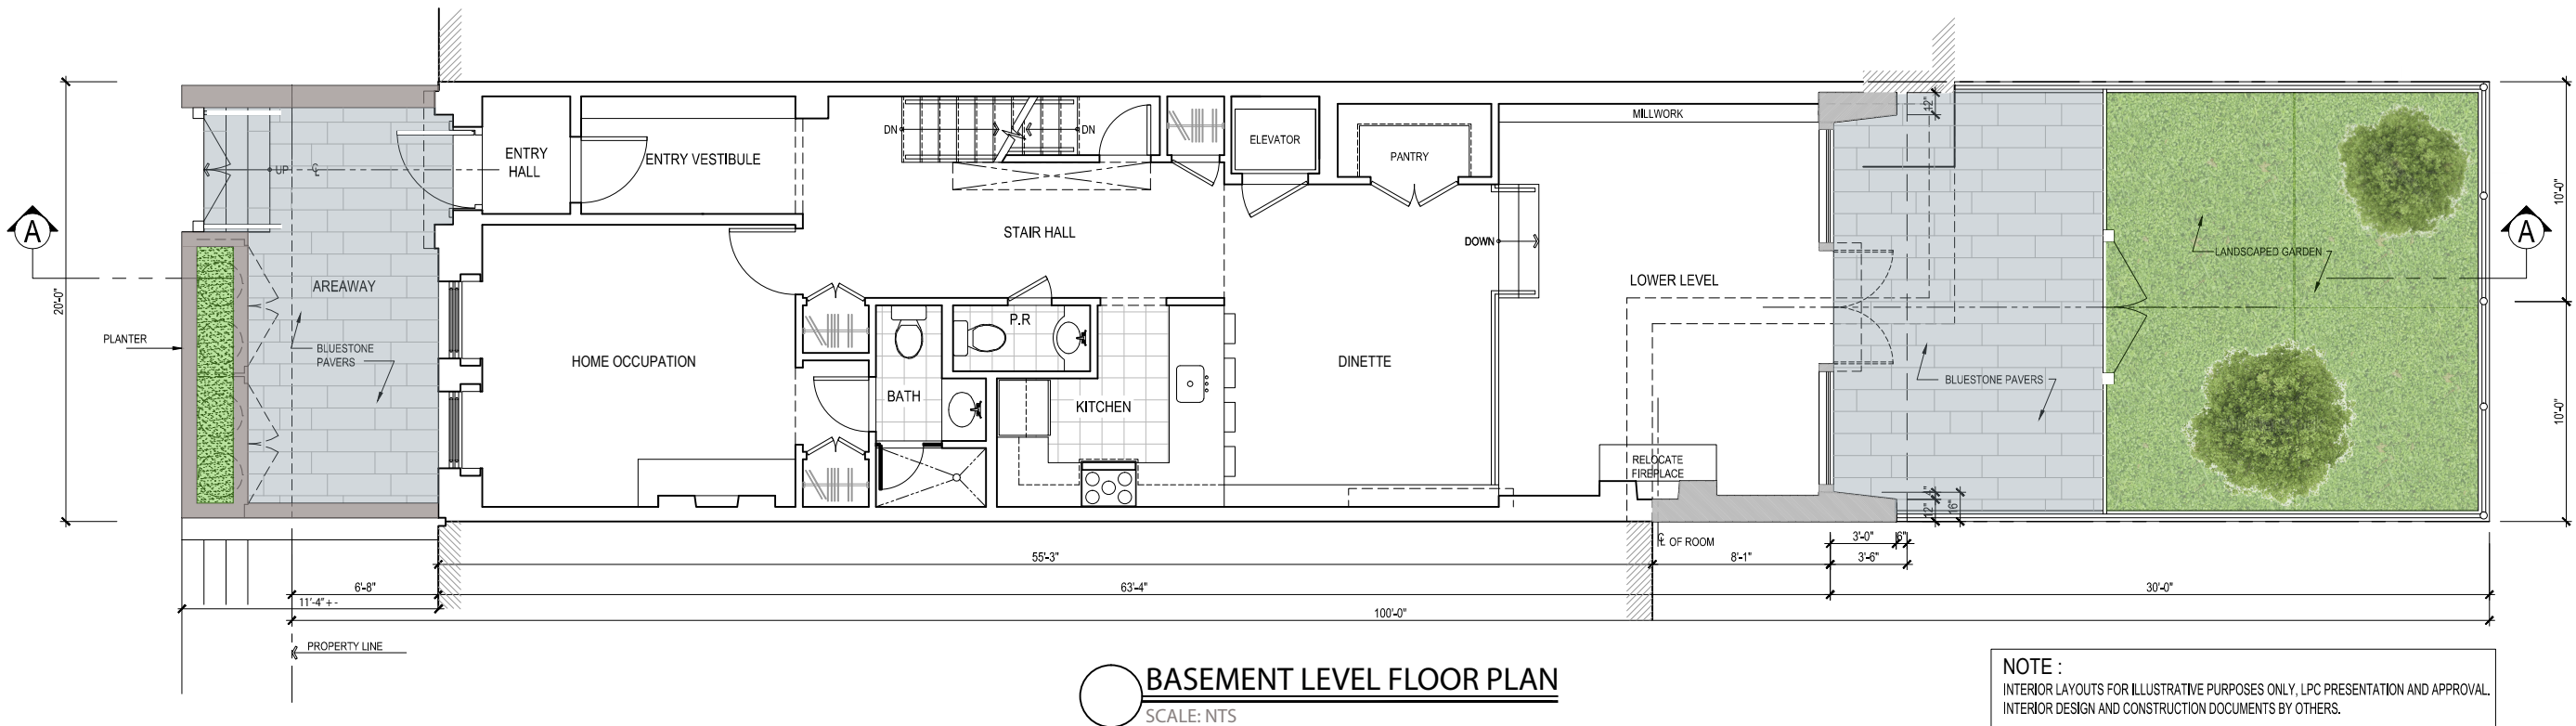 12"
DN
DN
MILLWORK
ENTRY
HALL
ENTRY VESTIBULE
ELEVATOR
PANTRY
UP
℄
10'-0"
A
A
STAIR HALL
DOWN
LANDSCAPED GARDEN
20'-0"
AREAWAY
LOWER LEVEL
P.R
PLANTER
BLUESTONE
PAVERS
HOME OCCUPATION
DINETTE
BLUESTONE PAVERS
BATH
KITCHEN
10'-0"
RELOCATE
FIREPLACE
4"
12"
16"
℄ OF ROOM
3'-0"
6"
55'-3"
8'-1"
3'-6"
6'-8"
63'-4"
30'-0"
11'-4" + -
100'-0"
PROPERTY LINE
BASEMENT LEVEL FLOOR PLAN
SCALE: NTS
NOTE :
INTERIOR LAYOUTS FOR ILLUSTRATIVE PURPOSES ONLY, LPC PRESENTATION AND APPROVAL.
INTERIOR DESIGN AND CONSTRUCTION DOCUMENTS BY OTHERS.